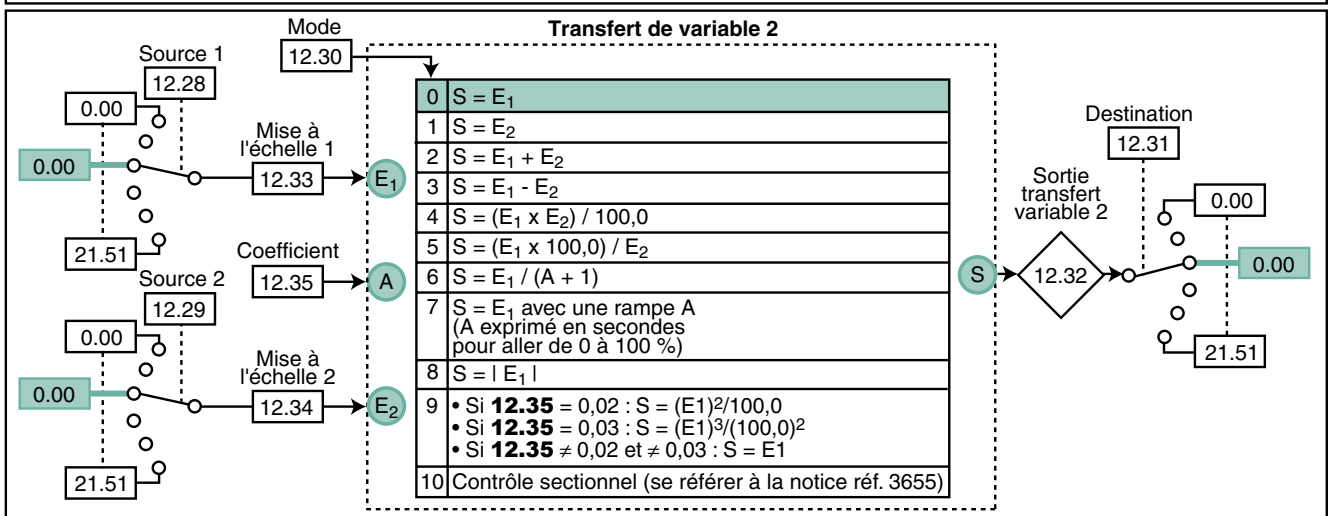 Transfert de variable 2
Mode
12.30
Source 1
12.28
0.00
0.00
21.51
Mise à
l'échelle 1
12.33
E1
Coefficient
12.35
A
Source 2
12.29
0.00
0.00
21.51
Mise à
l'échelle 2
12.34
E2
0 S = E1
1 S = E2
2 S = E1 + E2
3 S = E1 - E2
4 S = (E1 x E2) / 100,0
5 S = (E1 x 100,0) / E2
6 S = E1 / (A + 1)
7 S = E1 avec une rampe A
(A exprimé en secondes
pour aller de 0 à 100 %)
8 S = | E1 |
9 • Si 12.35 = 0,02 : S = (E1)²/100,0
• Si 12.35 = 0,03 : S = (E1)³/(100,0)²
• Si 12.35 ≠ 0,02 et ≠ 0,03 : S = E1
10 Contrôle sectionnel (se référer à la notice réf. 3655)
S
Sortie
transfert
variable 2
12.32
Destination
12.31
0.00
0.00
21.51